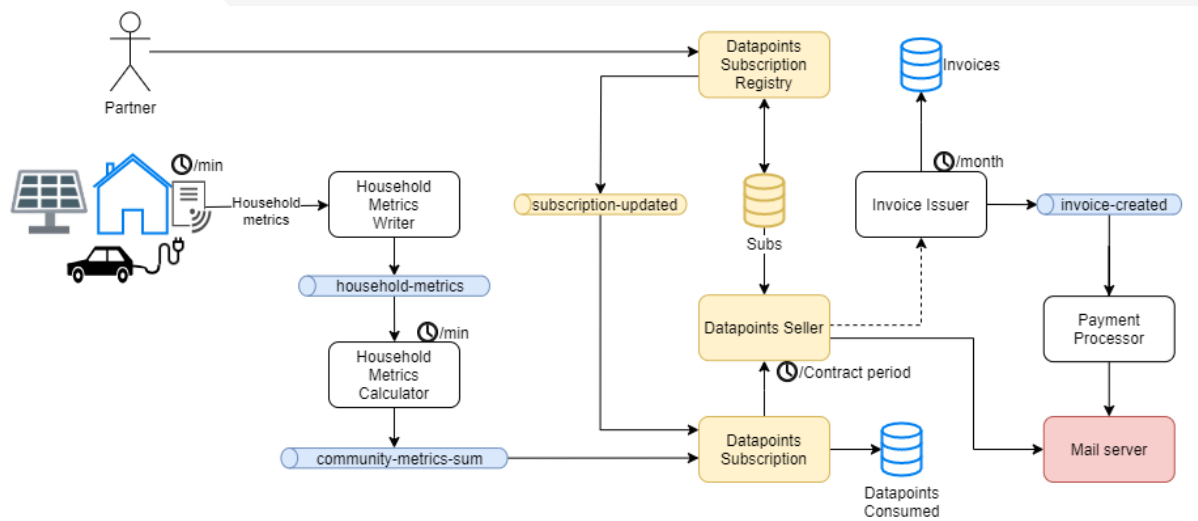 Partner
Datapoints
Subscription
Registry
Invoices
/min
Household
metrics
Household
Metrics
Writer
subscription-updated
Subs
/month
Invoice Issuer
invoice-created
household-metrics
/min
Household
Metrics
Calculator
Datapoints Seller
Payment
Processor
/Contract period
community-metrics-sum
Datapoints
Subscription
Datapoints
Consumed
Mail server